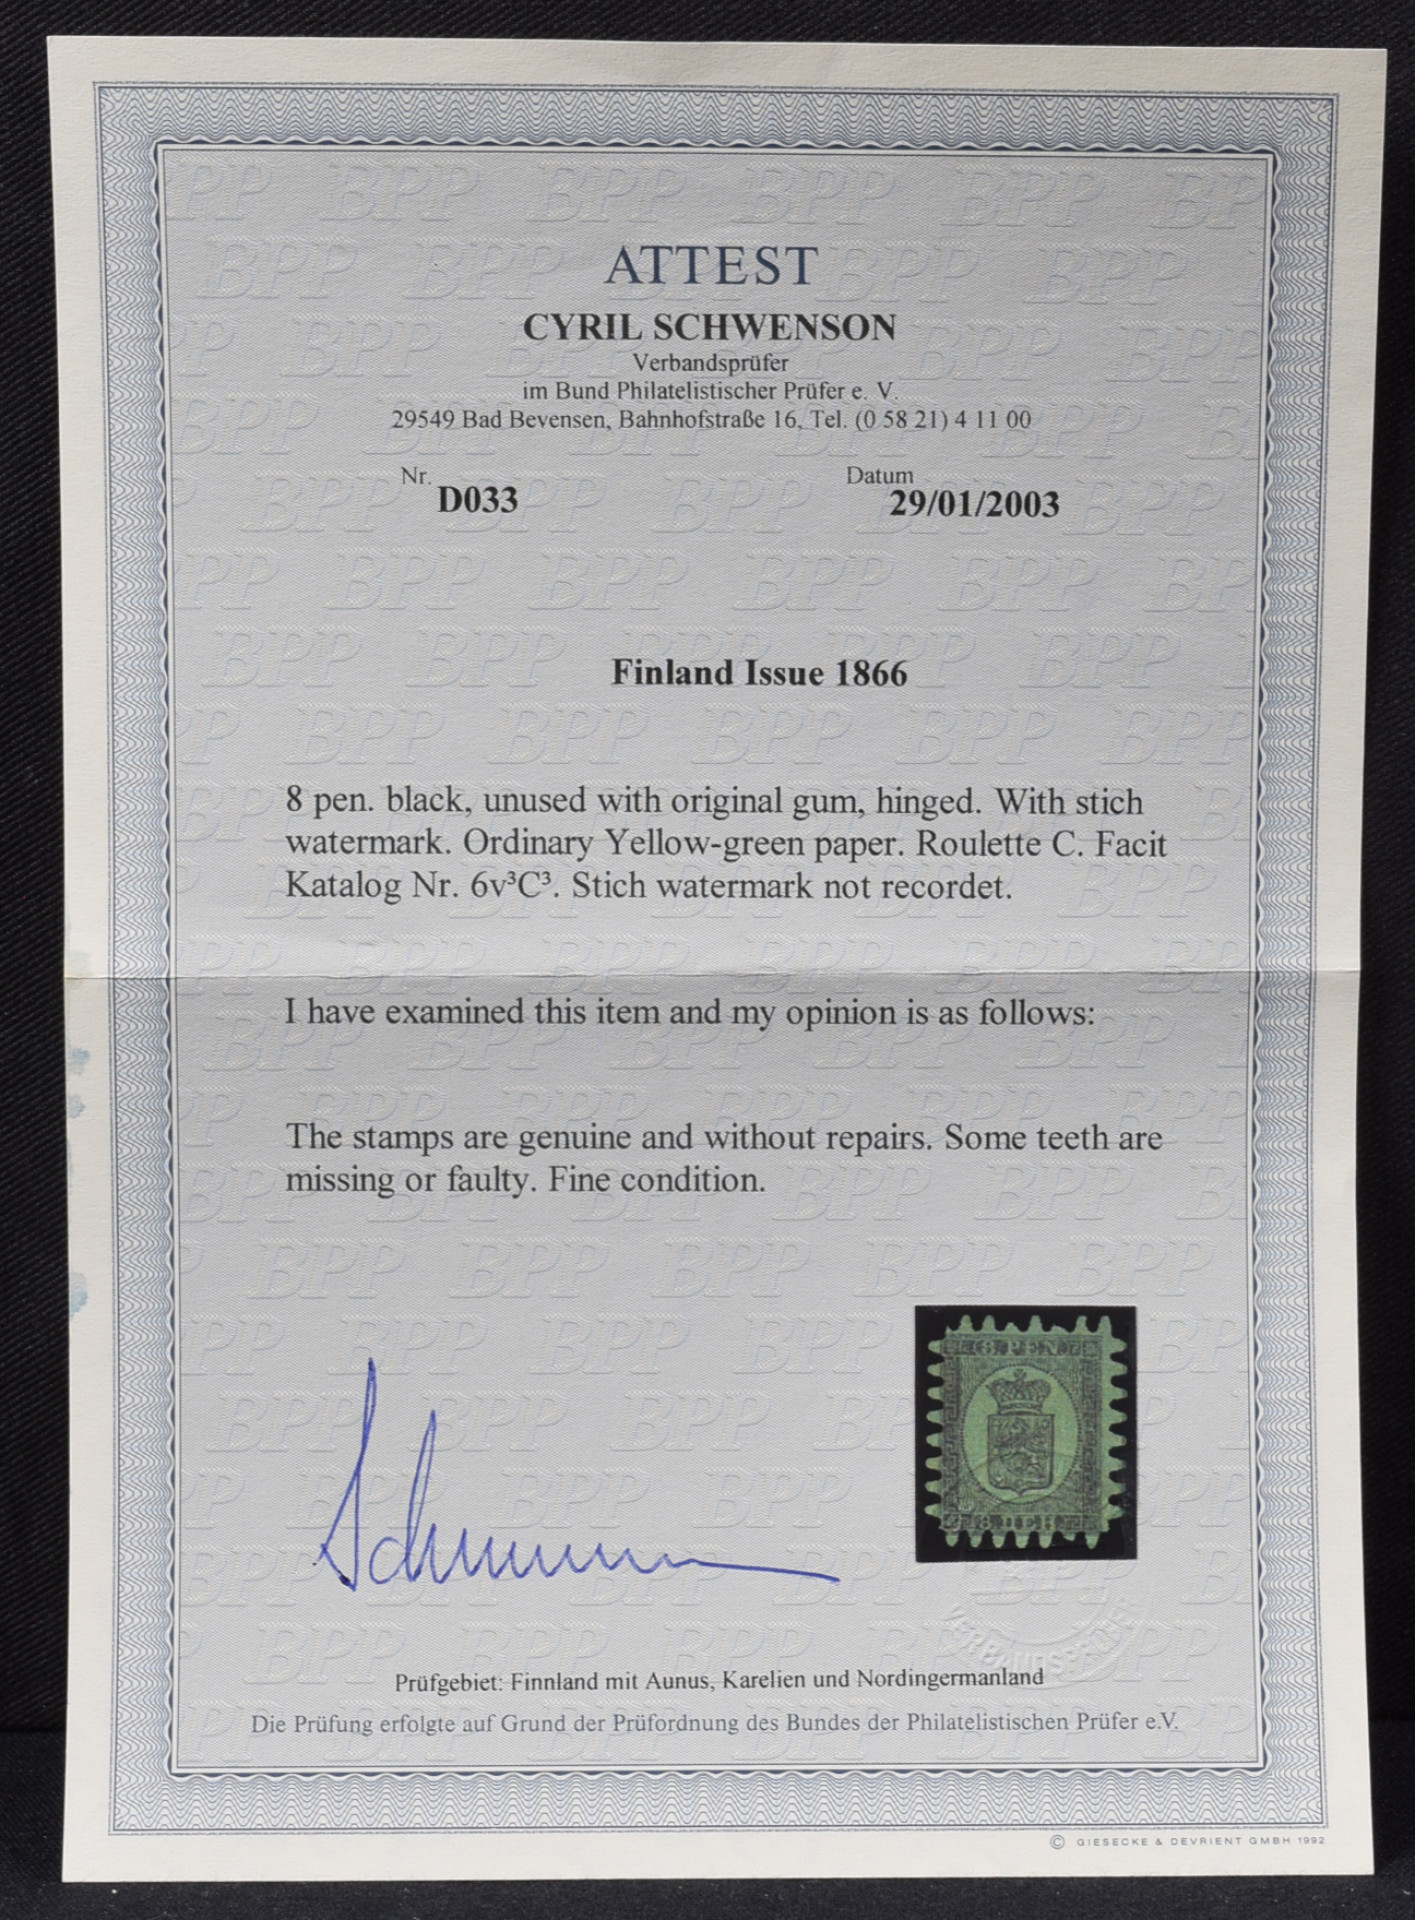 ATTEST
CYRIL SCHWENSON
Verbandsprüfer
im Bund Philatelistischer Prüfer e. V.
29549 Bad Bevensen, Bahnhofstraße 16, Tel. (0 58 21) 4 11 00
Nr. D033 Datum 29/01/2003
Finland Issue 1866
8 pen. black, unused with original gum, hinged. With stich
watermark. Ordinary Yellow-green paper. Roulette C. Facit
Katalog Nr. 6v³C³. Stich watermark not recordet.
I have examined this item and my opinion is as follows:
The stamps are genuine and without repairs. Some teeth are
missing or faulty. Fine condition.
8 PEN
8 ПЕН
VERBANDSPRÜFER
Prüfgebiet: Finnland mit Aunus, Karelien und Nordingermanland
Die Prüfung erfolgte auf Grund der Prüfordnung des Bundes der Philatelistischen Prüfer e.V.
© GIESECKE & DEVRIENT GMBH 1992